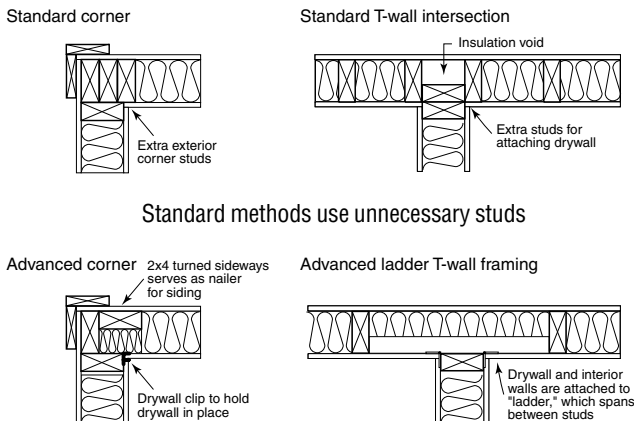 Standard corner
Extra exterior
corner studs
Standard T-wall intersection
Insulation void
Extra studs for
attaching drywall
Standard methods use unnecessary studs
Advanced corner
2x4 turned sideways
serves as nailer
for siding
Drywall clip to hold
drywall in place
Advanced ladder T-wall framing
Drywall and interior
walls are attached to
"ladder," which spans
between studs